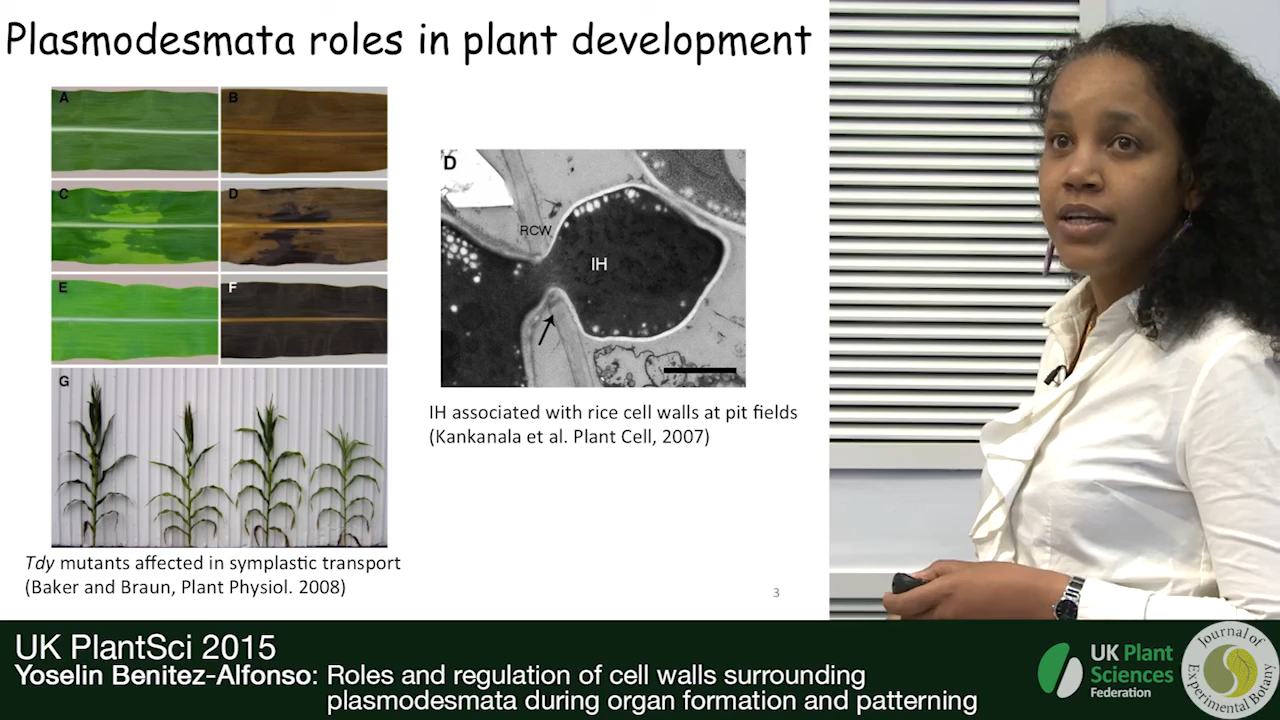 Plasmodesmata roles in plant development
A
B
C
D
E
F
G
Tdy mutants affected in symplastic transport
(Baker and Braun, Plant Physiol. 2008)
D
RCW
IH
IH associated with rice cell walls at pit fields
(Kankanala et al. Plant Cell, 2007)
3
UK PlantSci 2015
Yoselin Benitez-Alfonso: Roles and regulation of cell walls surrounding
plasmodesmata during organ formation and patterning
UK Plant
Sciences
Federation
Journal of
Experimental Botany